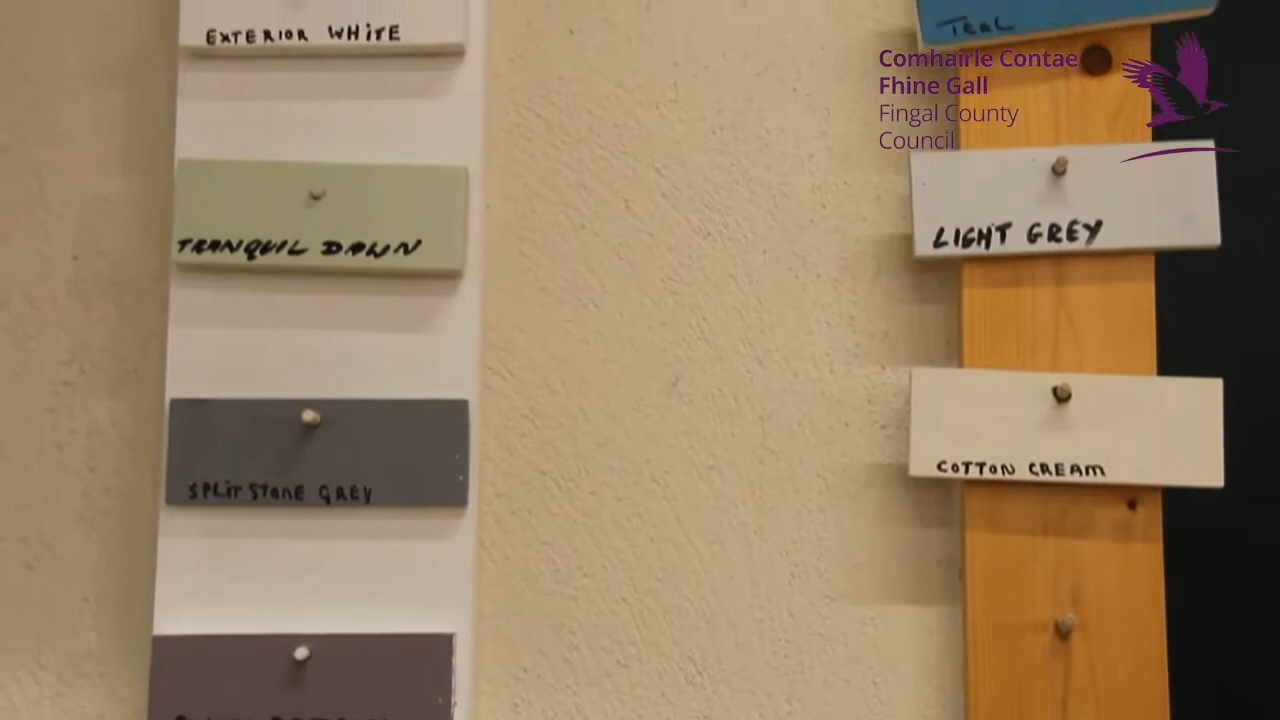 EXTERIOR WHITE
TRANQUIL DAWN
SPLIT STONE GREY
TEAL
Comhairle Contae
Fhine Gall
Fingal County
Council
LIGHT GREY
COTTON CREAM